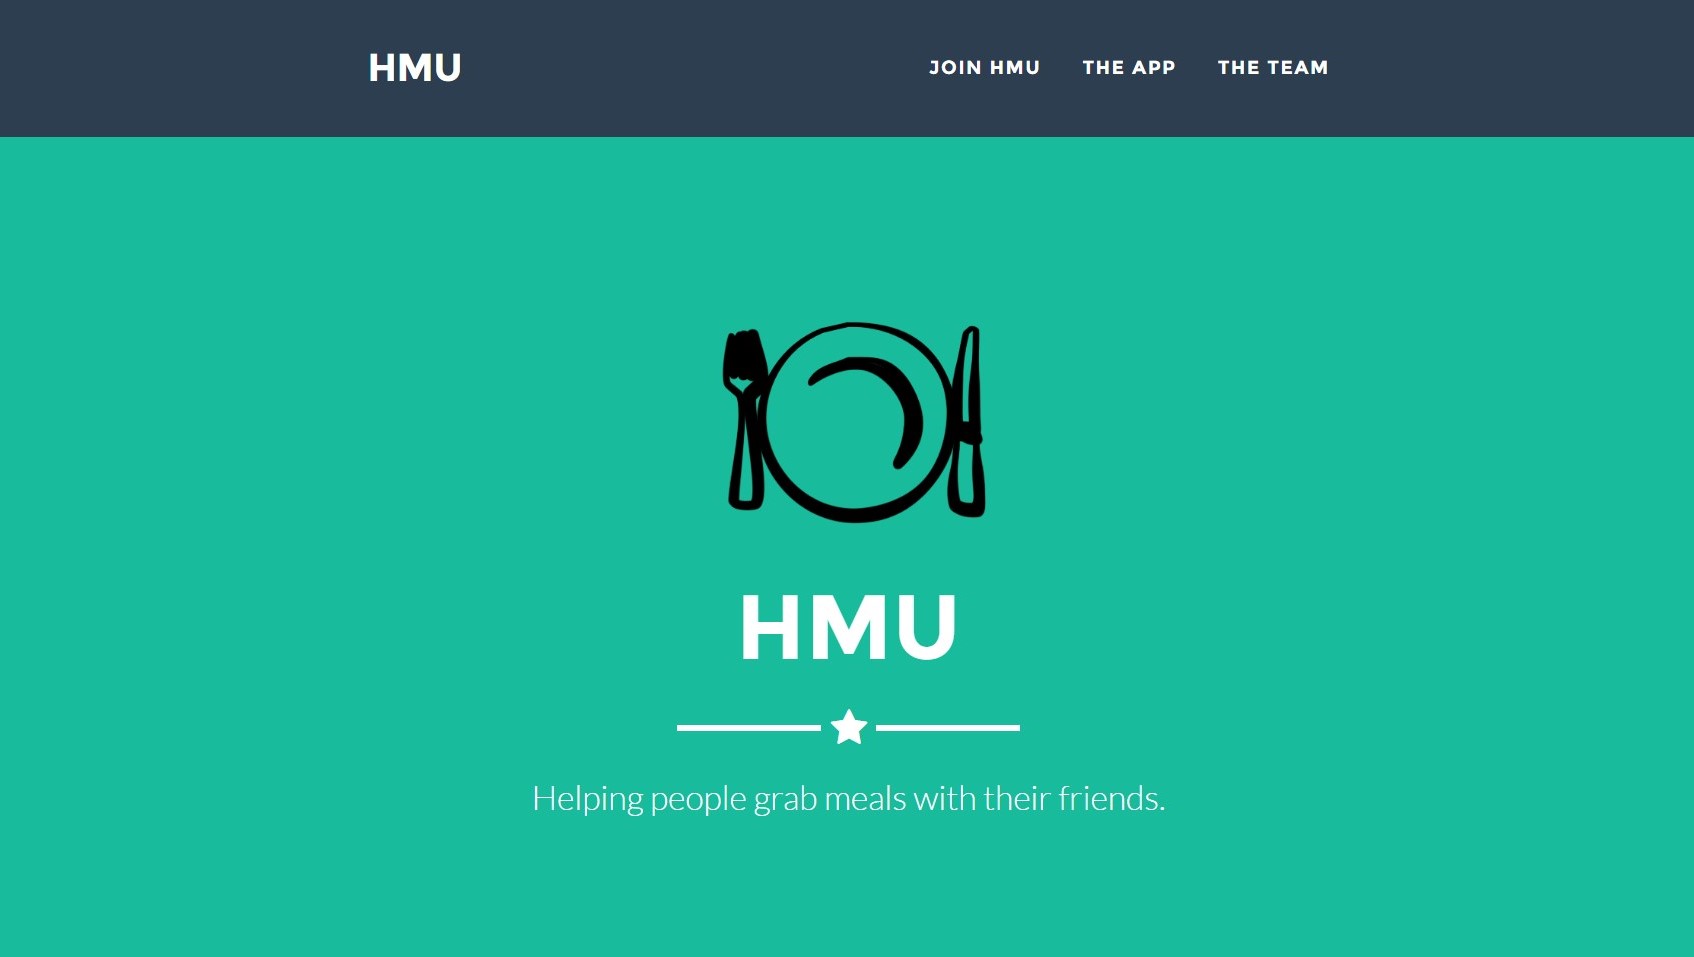 HMU
JOIN HMU
THE APP
THE TEAM
HMU
Helping people grab meals with their friends.